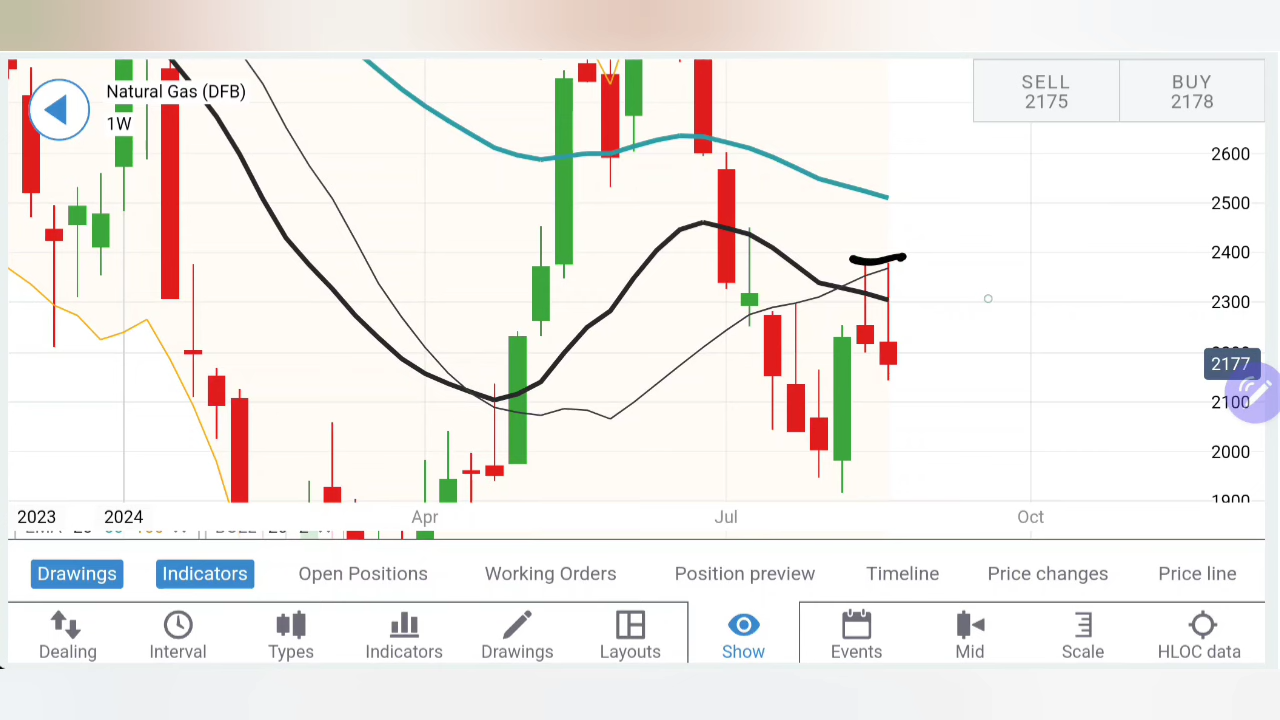 Natural Gas (DFB)
1W
SELL
2175
BUY
2178
2600
2500
2400
2300
2177
2100
2000
1900
2023 2024 Apr Jul Oct
Drawings Indicators Open Positions Working Orders Position preview Timeline Price changes Price line
Dealing Interval Types Indicators Drawings Layouts Show Events Mid Scale HLOC data